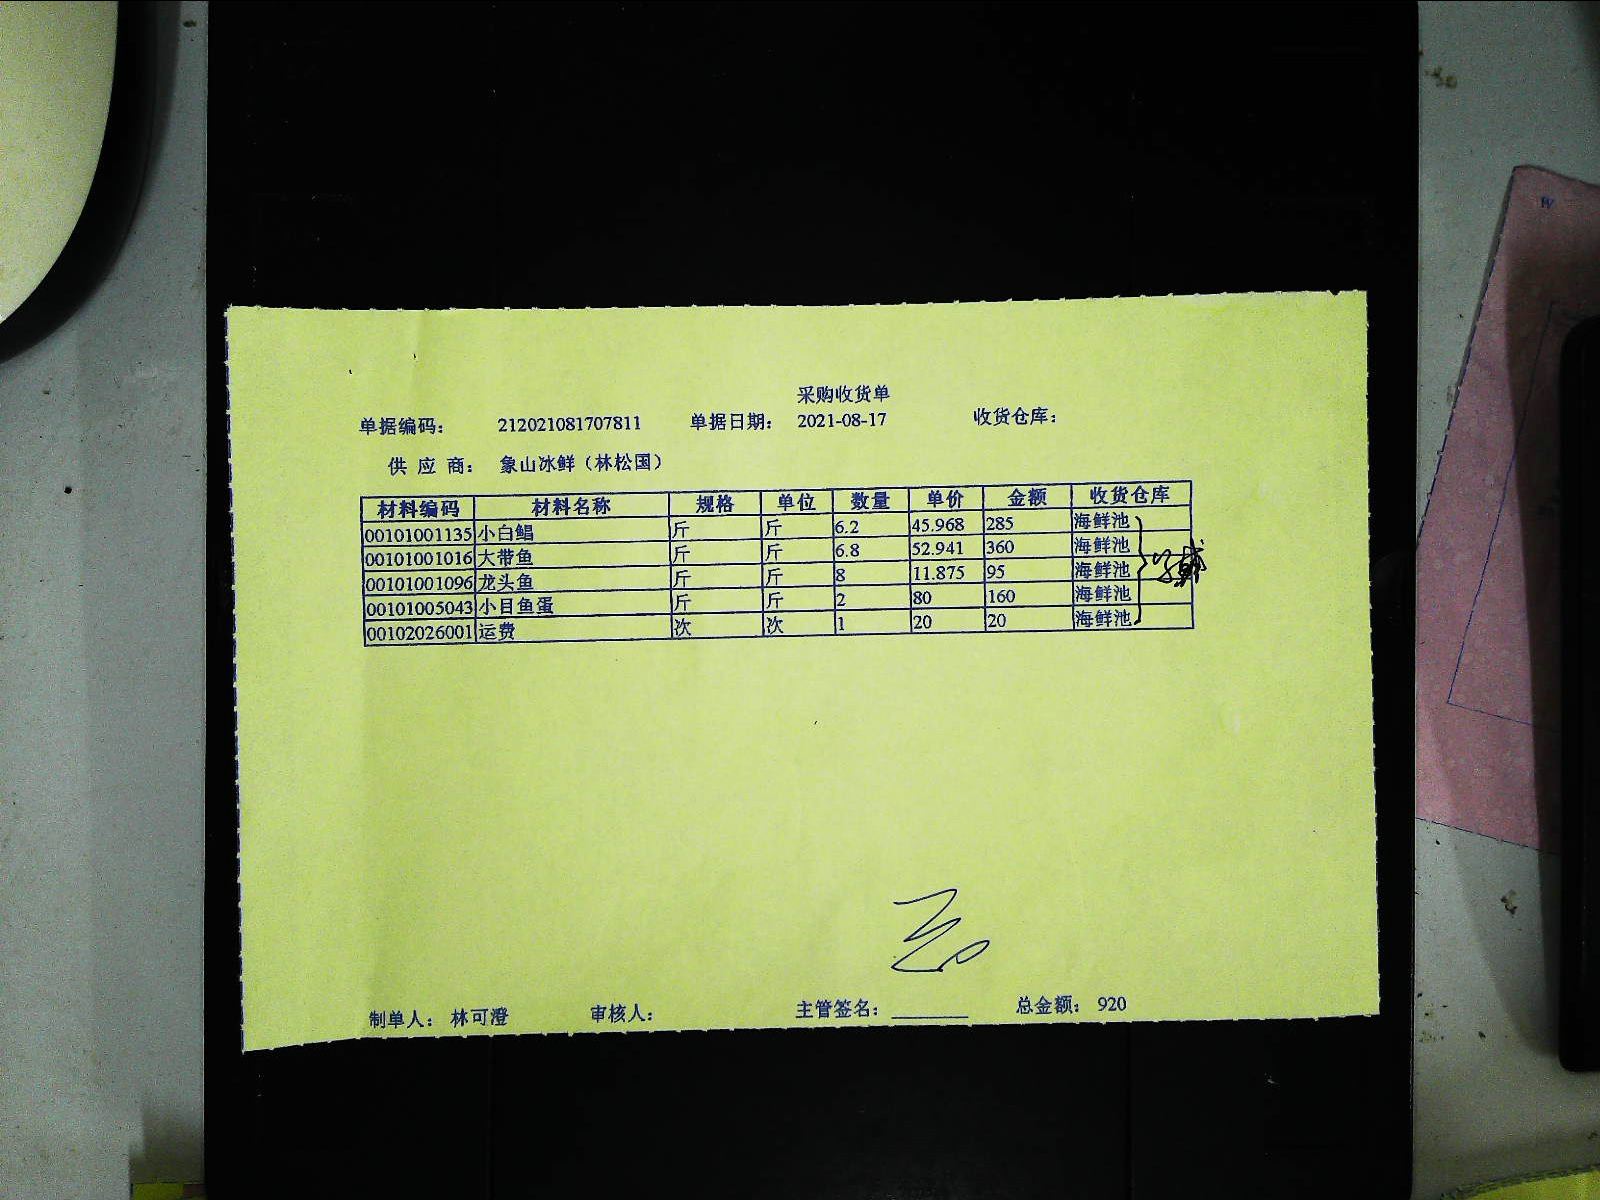 采购收货单
单据编码： 212021081707811 单据日期： 2021-08-17 收货仓库：
供 应 商： 象山冰鲜（林松国）
材料编码 材料名称 规格 单位 数量 单价 金额 收货仓库
00101001135 小白鲳 斤 斤 6.2 45.968 285 海鲜池
00101001016 大带鱼 斤 斤 6.8 52.941 360 海鲜池
00101001096 龙头鱼 斤 斤 8 11.875 95 海鲜池
00101005043 小目鱼蛋 斤 斤 2 80 160 海鲜池
00102026001 运费 次 次 1 20 20 海鲜池
制单人： 林可澄 审核人： 主管签名： 总金额： 920